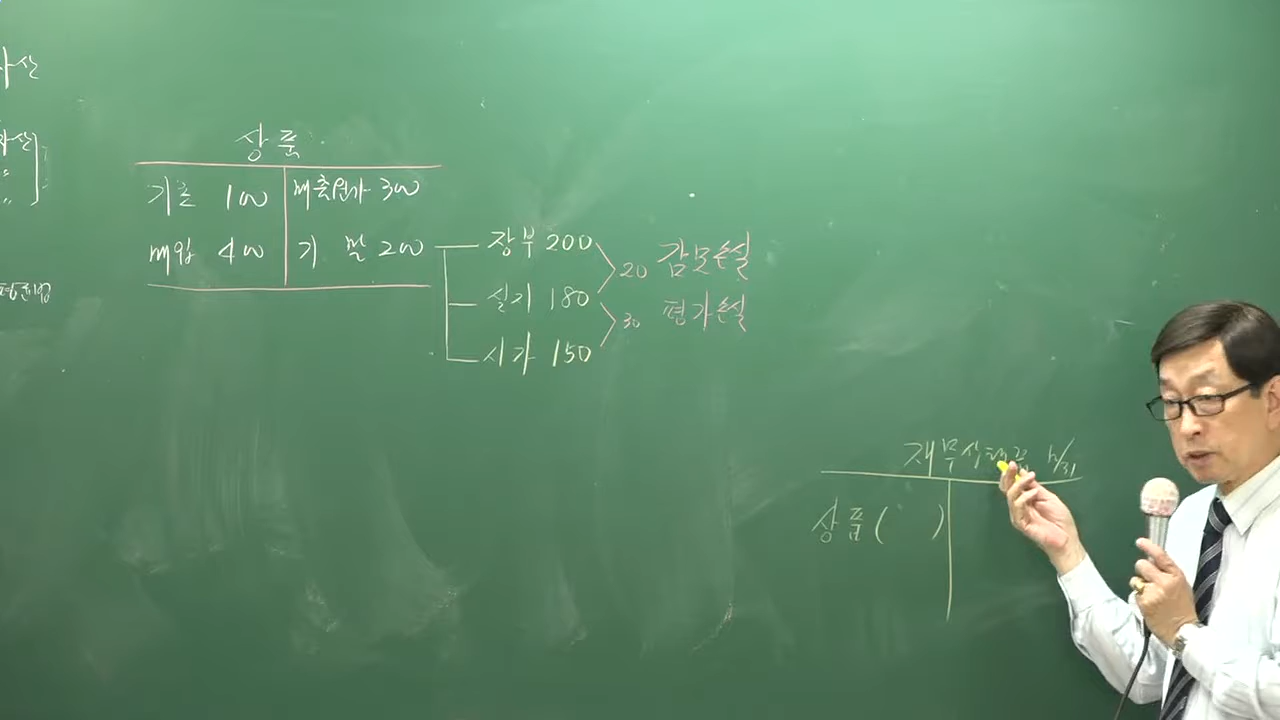 상품
기초 100 매출원가 300
매입 400 기말 200
장부 200
20 감모손실
실기 180
30 평가손실
시가 150
재무상태표 12/31
상품( )